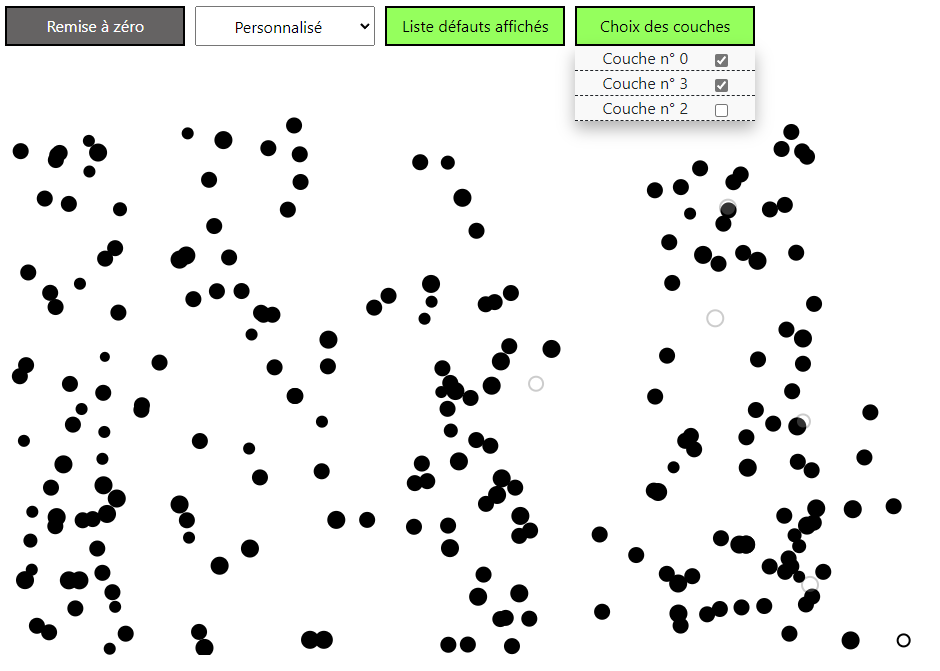 Remise à zéro
Personnalisé
Liste défauts affichés
Choix des couches
Couche n° 0
Couche n° 3
Couche n° 2